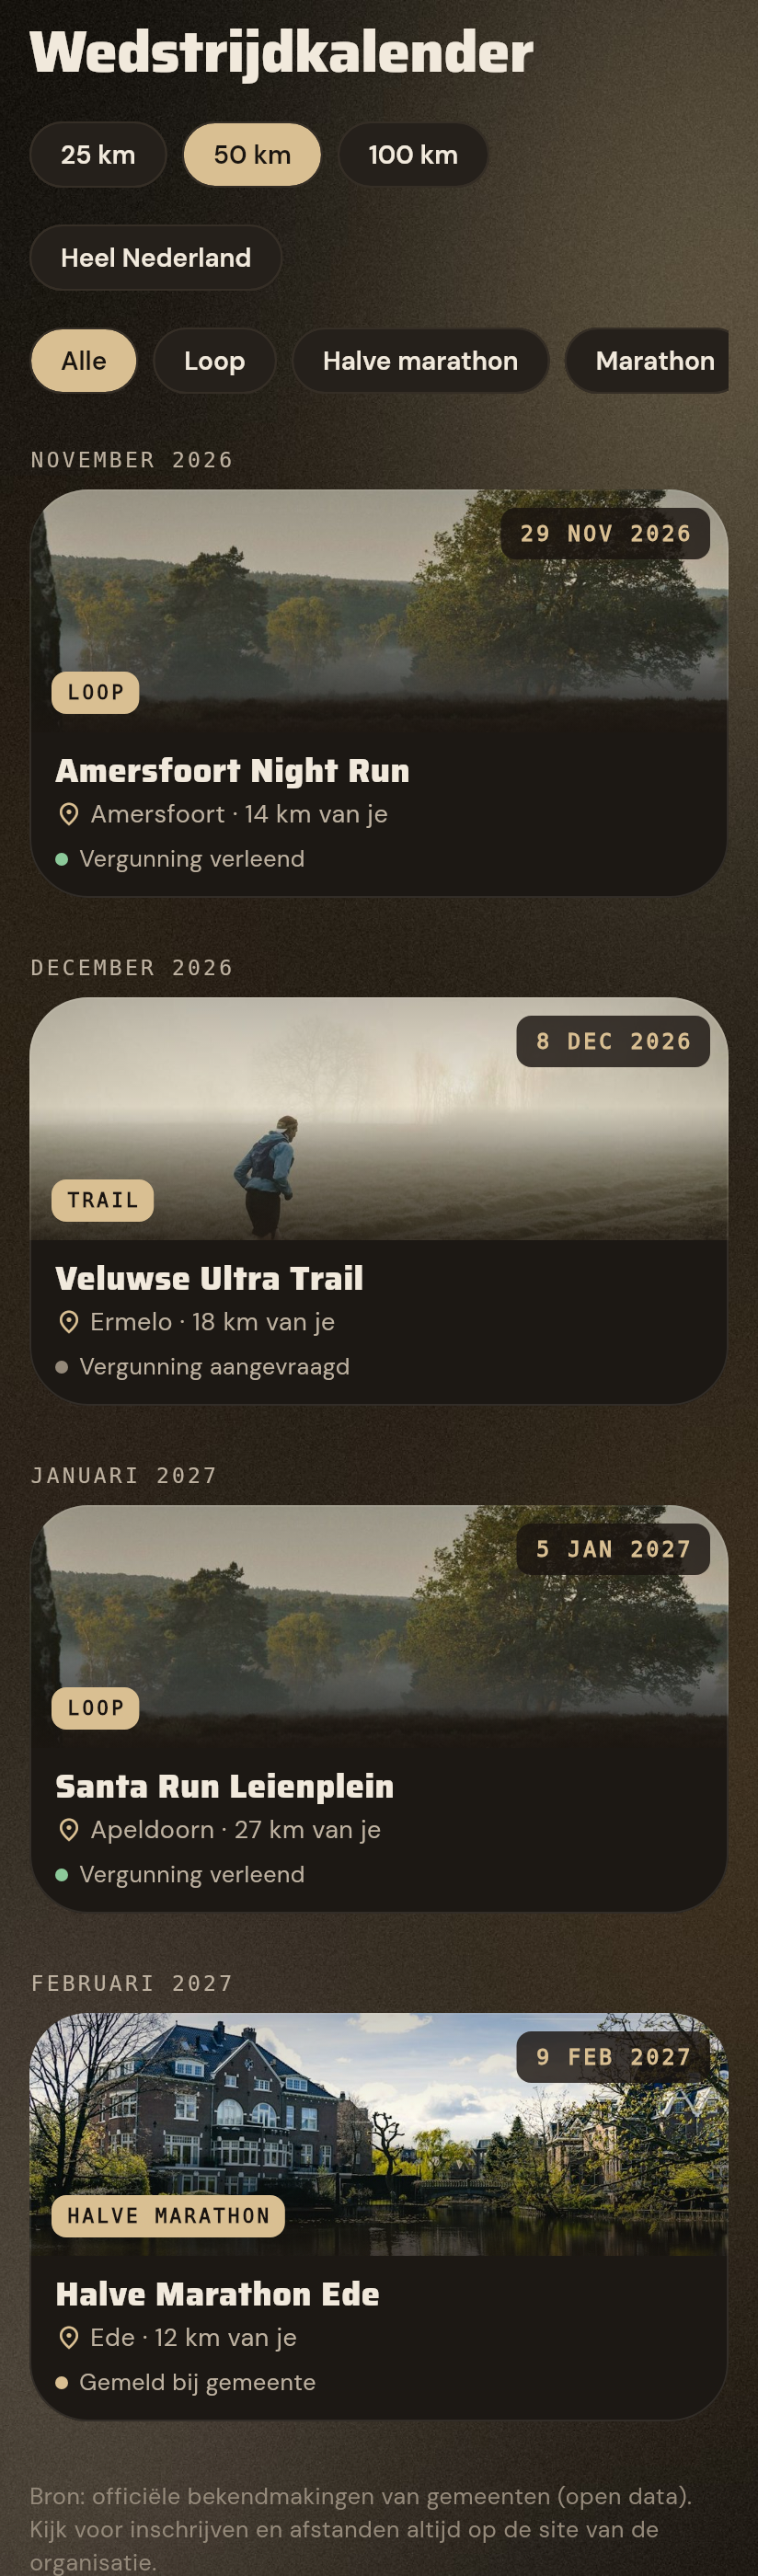 Wedstrijdkalender
25 km
50 km
100 km
Heel Nederland
Alle
Loop
Halve marathon
Marathon
NOVEMBER 2026
29 NOV 2026
LOOP
Amersfoort Night Run
Amersfoort · 14 km van je
Vergunning verleend
DECEMBER 2026
8 DEC 2026
TRAIL
Veluwse Ultra Trail
Ermelo · 18 km van je
Vergunning aangevraagd
JANUARI 2027
5 JAN 2027
LOOP
Santa Run Leienplein
Apeldoorn · 27 km van je
Vergunning verleend
FEBRUARI 2027
9 FEB 2027
HALVE MARATHON
Halve Marathon Ede
Ede · 12 km van je
Gemeld bij gemeente
Bron: officiële bekendmakingen van gemeenten (open data).
Kijk voor inschrijven en afstanden altijd op de site van de
organisatie.